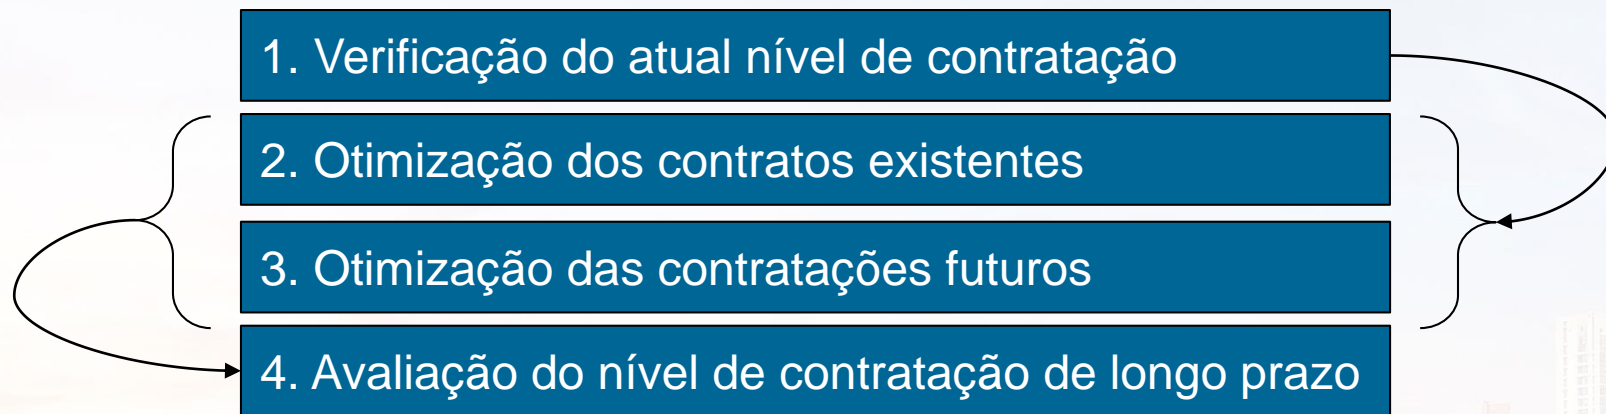 1. Verificação do atual nível de contratação
2. Otimização dos contratos existentes
3. Otimização das contratações futuros
4. Avaliação do nível de contratação de longo prazo